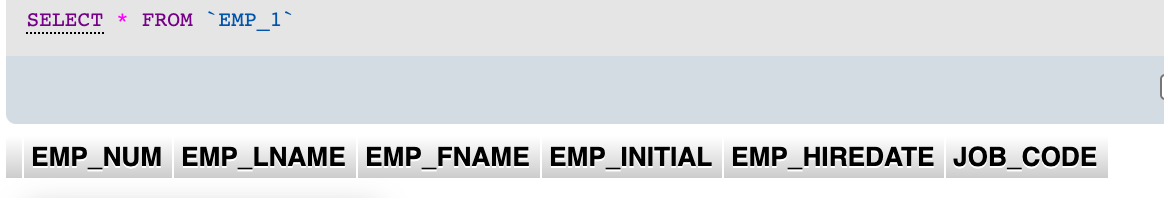 SELECT * FROM `EMP_1`
EMP_NUM EMP_LNAME EMP_FNAME EMP_INITIAL EMP_HIREDATE JOB_CODE